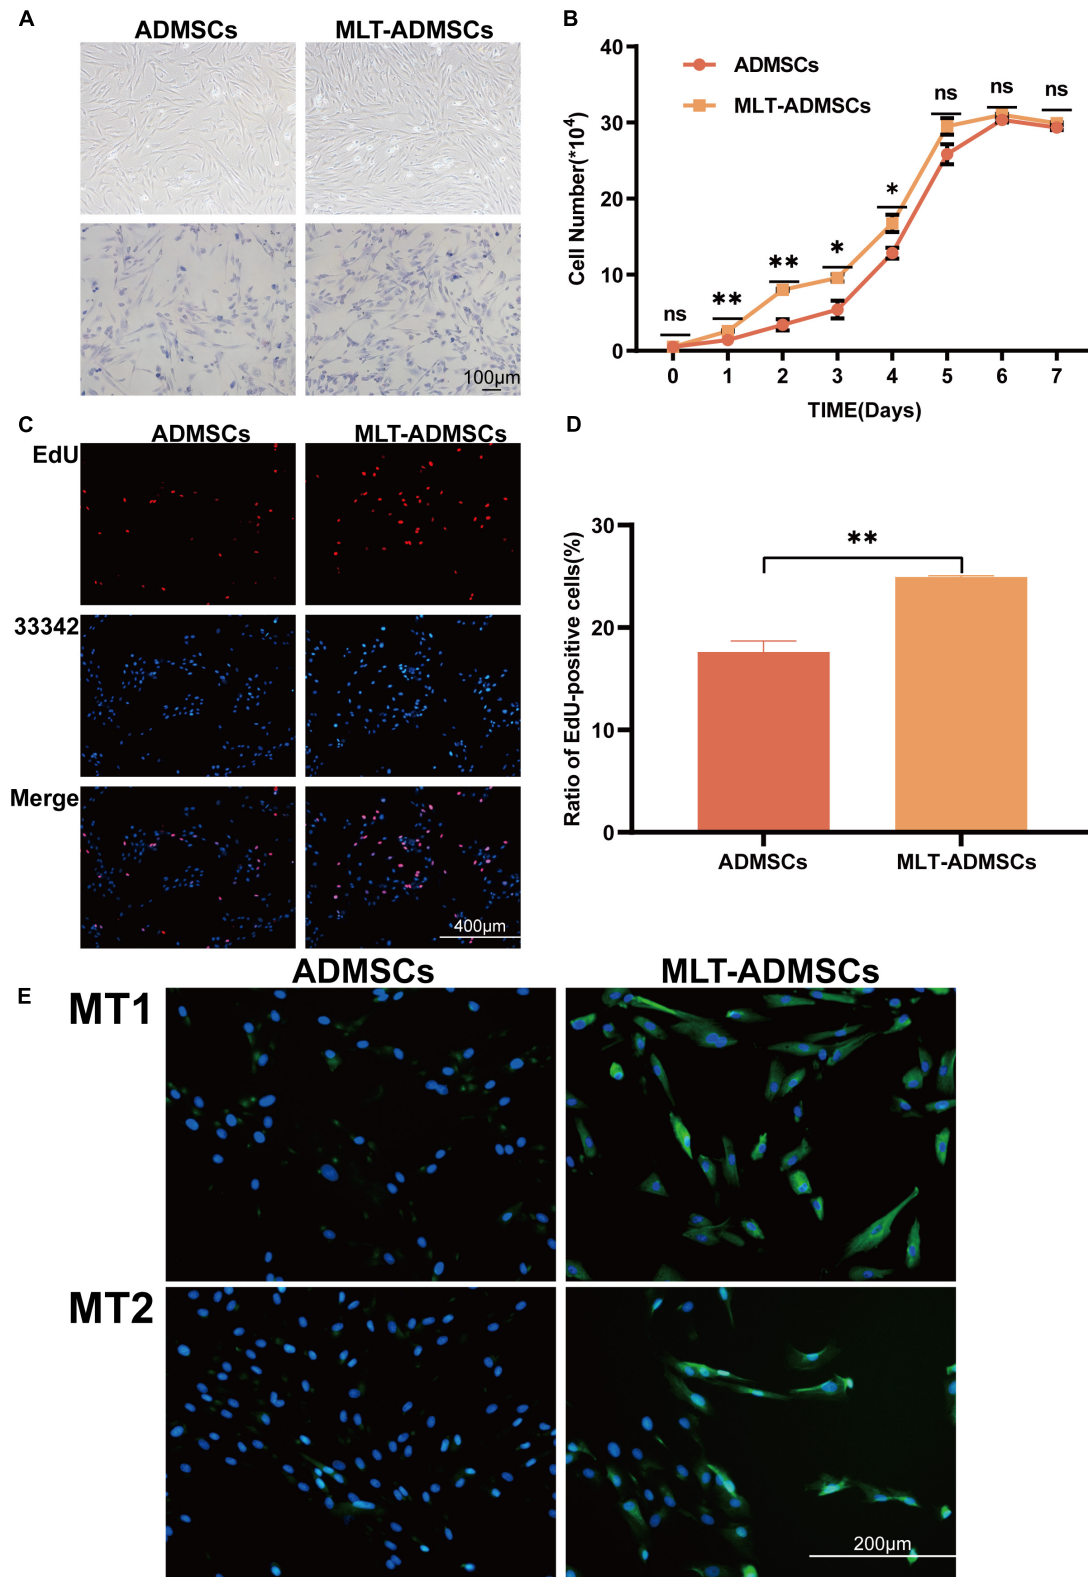 A
ADMSCs
MLT-ADMSCs
100μm
B
ADMSCs
MLT-ADMSCs
Cell Number(*10⁴)
40
30
20
10
0
ns
**
**
*
*
ns
ns
ns
0 1 2 3 4 5 6 7
TIME(Days)
C
ADMSCs
MLT-ADMSCs
EdU
33342
Merge
400μm
D
Ratio of EdU-positive cells(%)
30
20
10
0
**
ADMSCs
MLT-ADMSCs
E
ADMSCs
MLT-ADMSCs
MT1
MT2
200μm